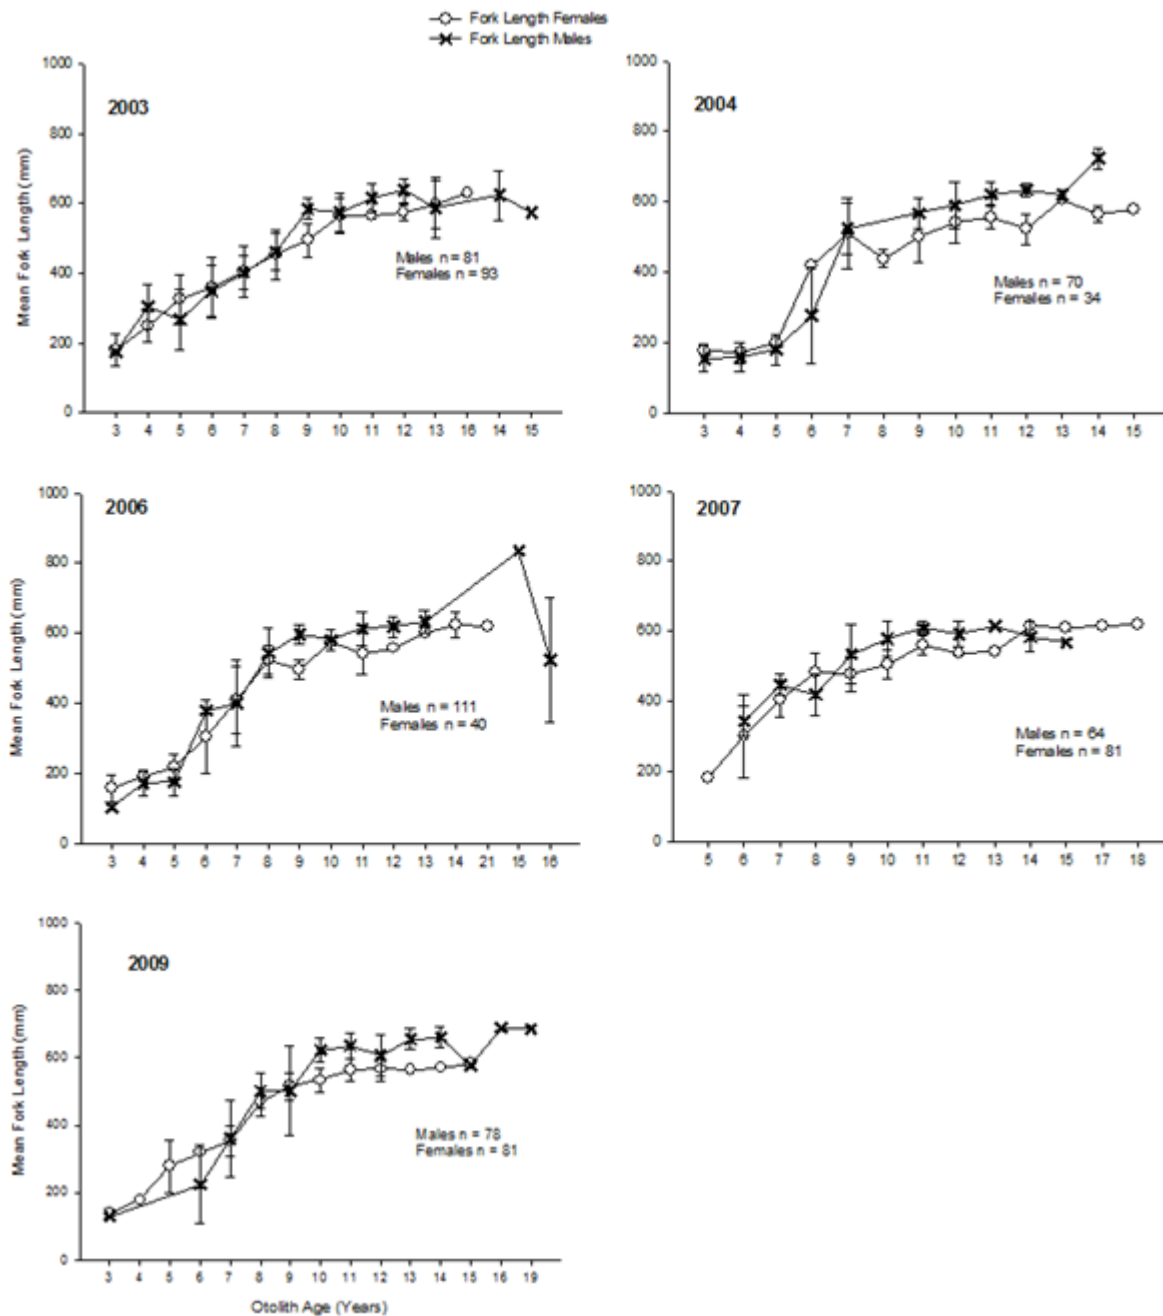 Fork Length Females
Fork Length Males
2003
Mean Fork Length (mm)
1000
800
600
400
200
0
Males n = 81
Females n = 93
3 4 5 6 7 8 9 10 11 12 13 16 14 15
2004
1000
800
600
400
200
0
Males n = 70
Females n = 34
3 4 5 6 7 8 9 10 11 12 13 14 15
2006
Mean Fork Length (mm)
1000
800
600
400
200
0
Males n = 111
Females n = 40
3 4 5 6 7 8 9 10 11 12 13 14 21 15 16
2007
1000
800
600
400
200
0
Males n = 64
Females n = 81
5 6 7 8 9 10 11 12 13 14 15 17 18
2009
Mean Fork Length (mm)
1000
800
600
400
200
0
Males n = 78
Females n = 81
3 4 5 6 7 8 9 10 11 12 13 14 15 16 19
Otolith Age (Years)